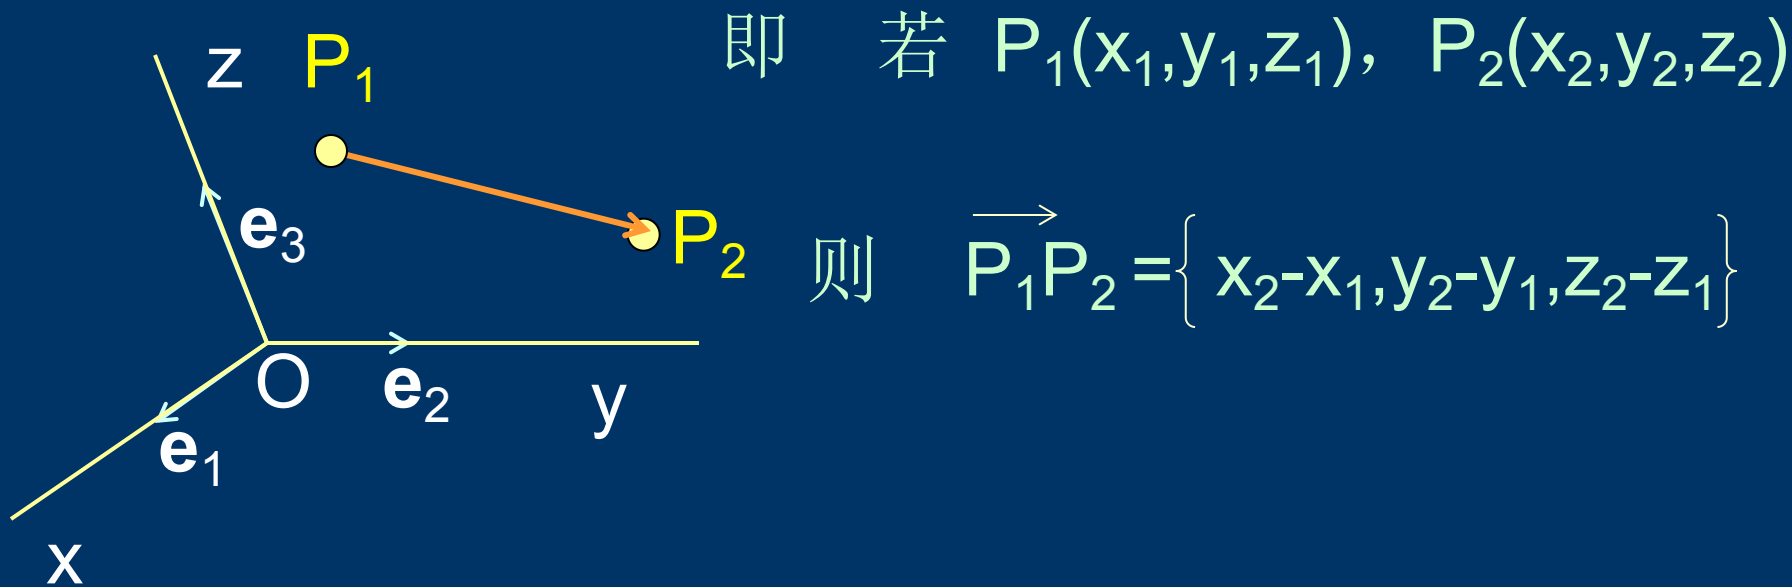 即 若 P₁(x₁,y₁,z₁)，P₂(x₂,y₂,z₂)
则 P₁P₂ = { x₂-x₁,y₂-y₁,z₂-z₁}
z P₁
e₃
P₂
O e₂ y
e₁
x